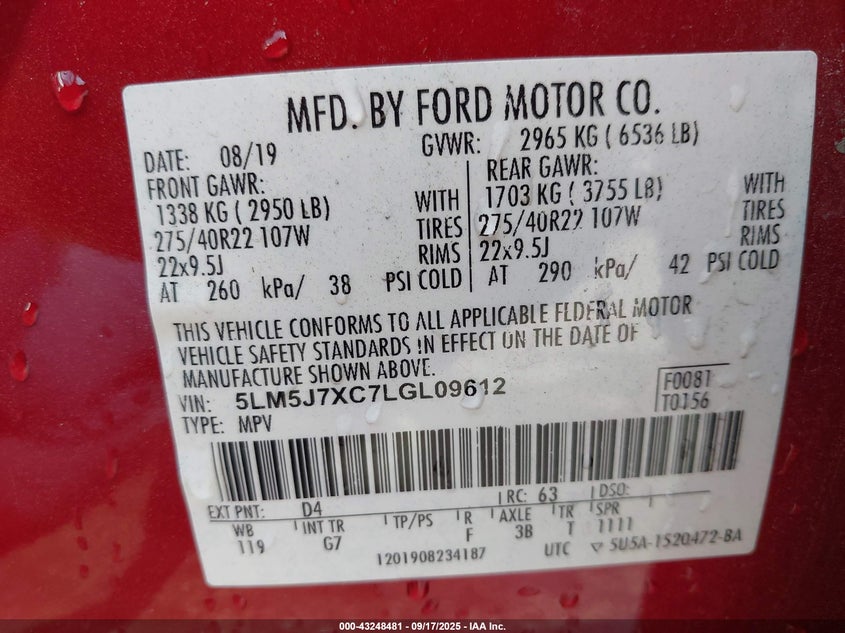 MFD. BY FORD MOTOR CO.
DATE: 08/19 GVWR: 2965 KG ( 6536 LB)
FRONT GAWR: REAR GAWR:
1338 KG ( 2950 LB) WITH 1703 KG ( 3755 LB) WITH
275/40R22 107W TIRES 275/40R22 107W TIRES
22x9.5J RIMS 22x9.5J RIMS
AT 260 kPa/ 38 PSI COLD AT 290 kPa/ 42 PSI COLD
THIS VEHICLE CONFORMS TO ALL APPLICABLE FEDERAL MOTOR
VEHICLE SAFETY STANDARDS IN EFFECT ON THE DATE OF
MANUFACTURE SHOWN ABOVE.
VIN: 5LM5J7XC7LGL09612 F0081
TYPE: MPV T0156
EXT PNT: D4 RC: 63 DSO:
WB INT TR TP/PS R AXLE TR SPR
119 G7 F 3B T 1111
1201908234187 UTC ▽ 5U5A-1520472-BA
000-43248481 - 09/17/2025 - IAA Inc.